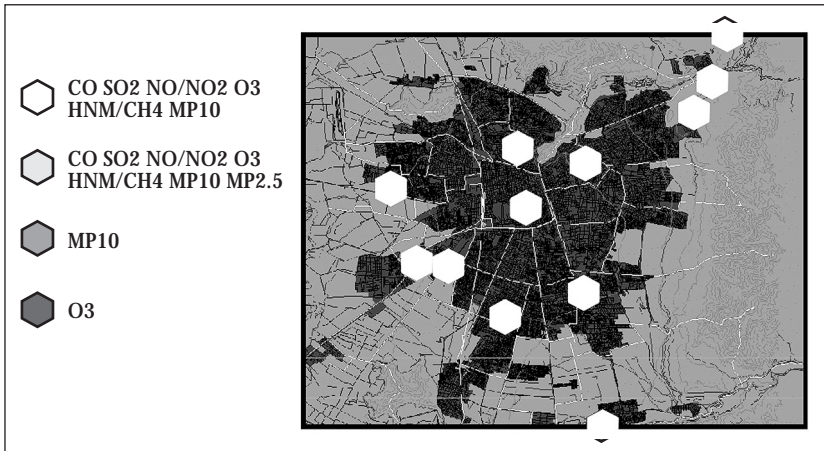 CO SO2 NO/NO2 O3
HNM/CH4 MP10
CO SO2 NO/NO2 O3
HNM/CH4 MP10 MP2.5
MP10
O3